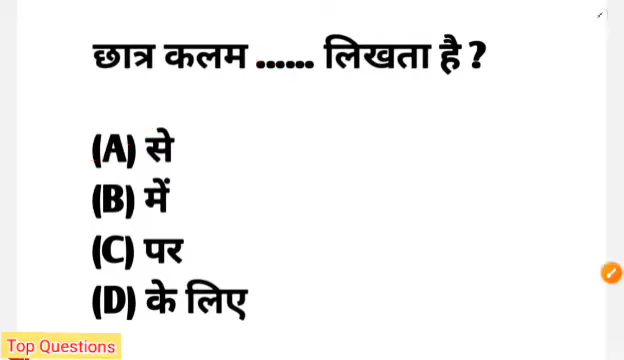 छात्र कलम ...... लिखता है ?
(A) से
(B) में
(C) पर
(D) के लिए
Top Questions